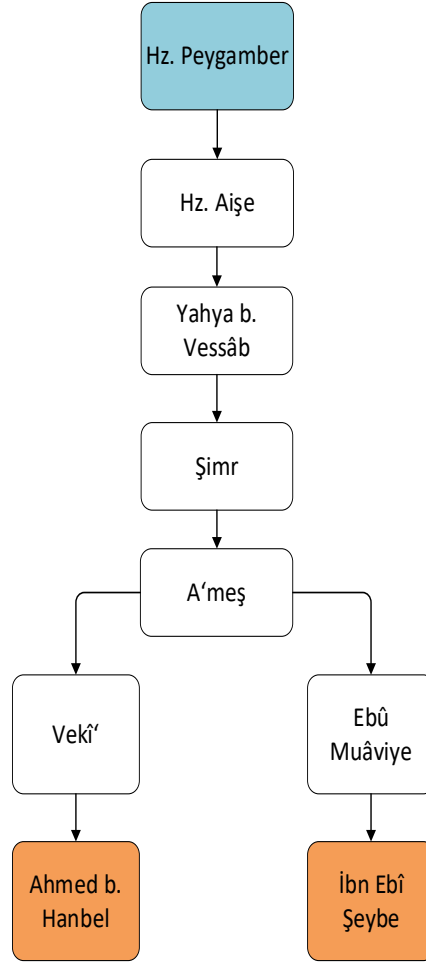 Hz. Peygamber
Hz. Aişe
Yahya b.
Vessâb
Şimr
A‘meş
Vekî‘
Ebû
Muâviye
Ahmed b.
Hanbel
İbn Ebî
Şeybe